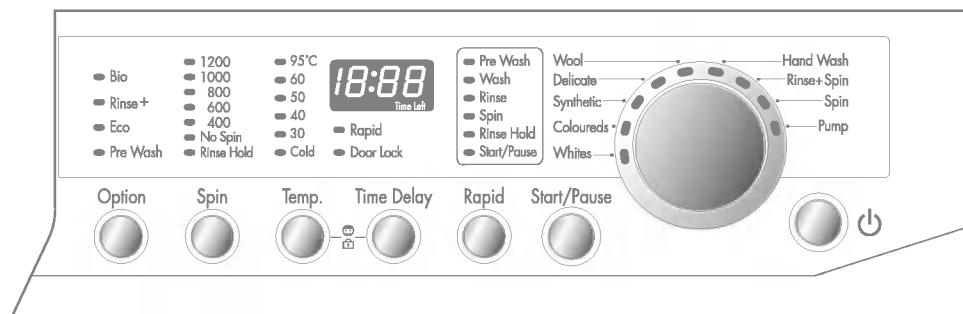 Bio
Rinse+
Eco
Pre Wash
1200
1000
800
600
400
No Spin
Rinse Hold
95°C
60
50
40
30
Cold
18:88
Time Left
Rapid
Door Lock
Pre Wash
Wash
Rinse
Spin
Rinse Hold
Start/Pause
Wool
Delicate
Synthetic
Coloureds
Whites
Hand Wash
Rinse+Spin
Spin
Pump
Option
Spin
Temp.
Time Delay
Rapid
Start/Pause